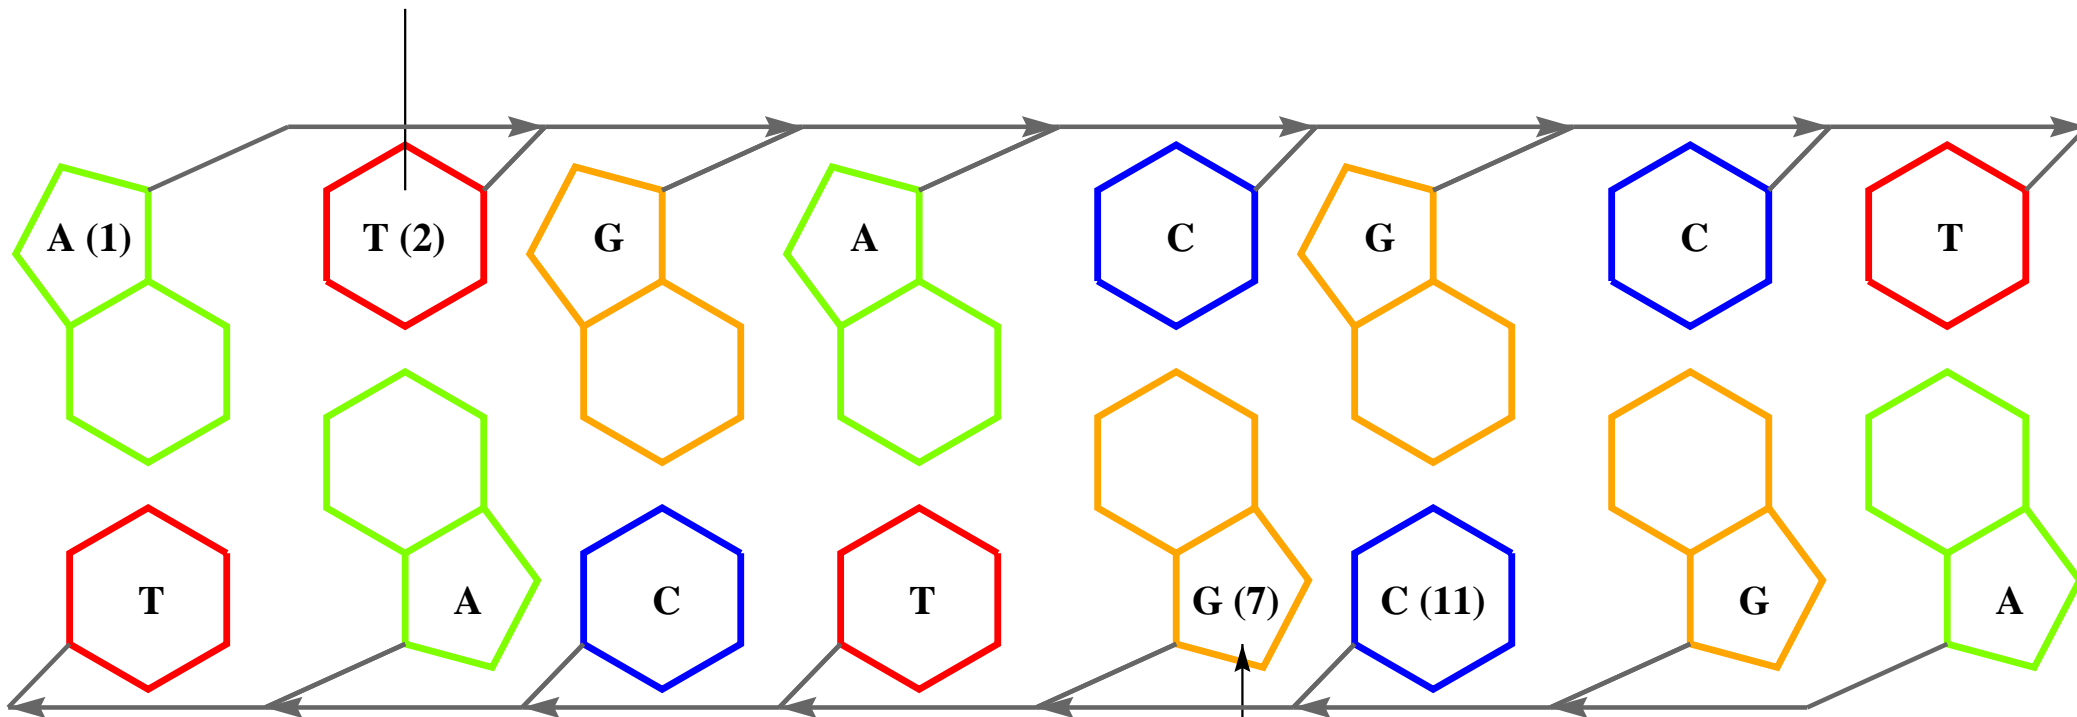 A (1) T (2) G A C G C T
T A C T G (7) C (11) G A